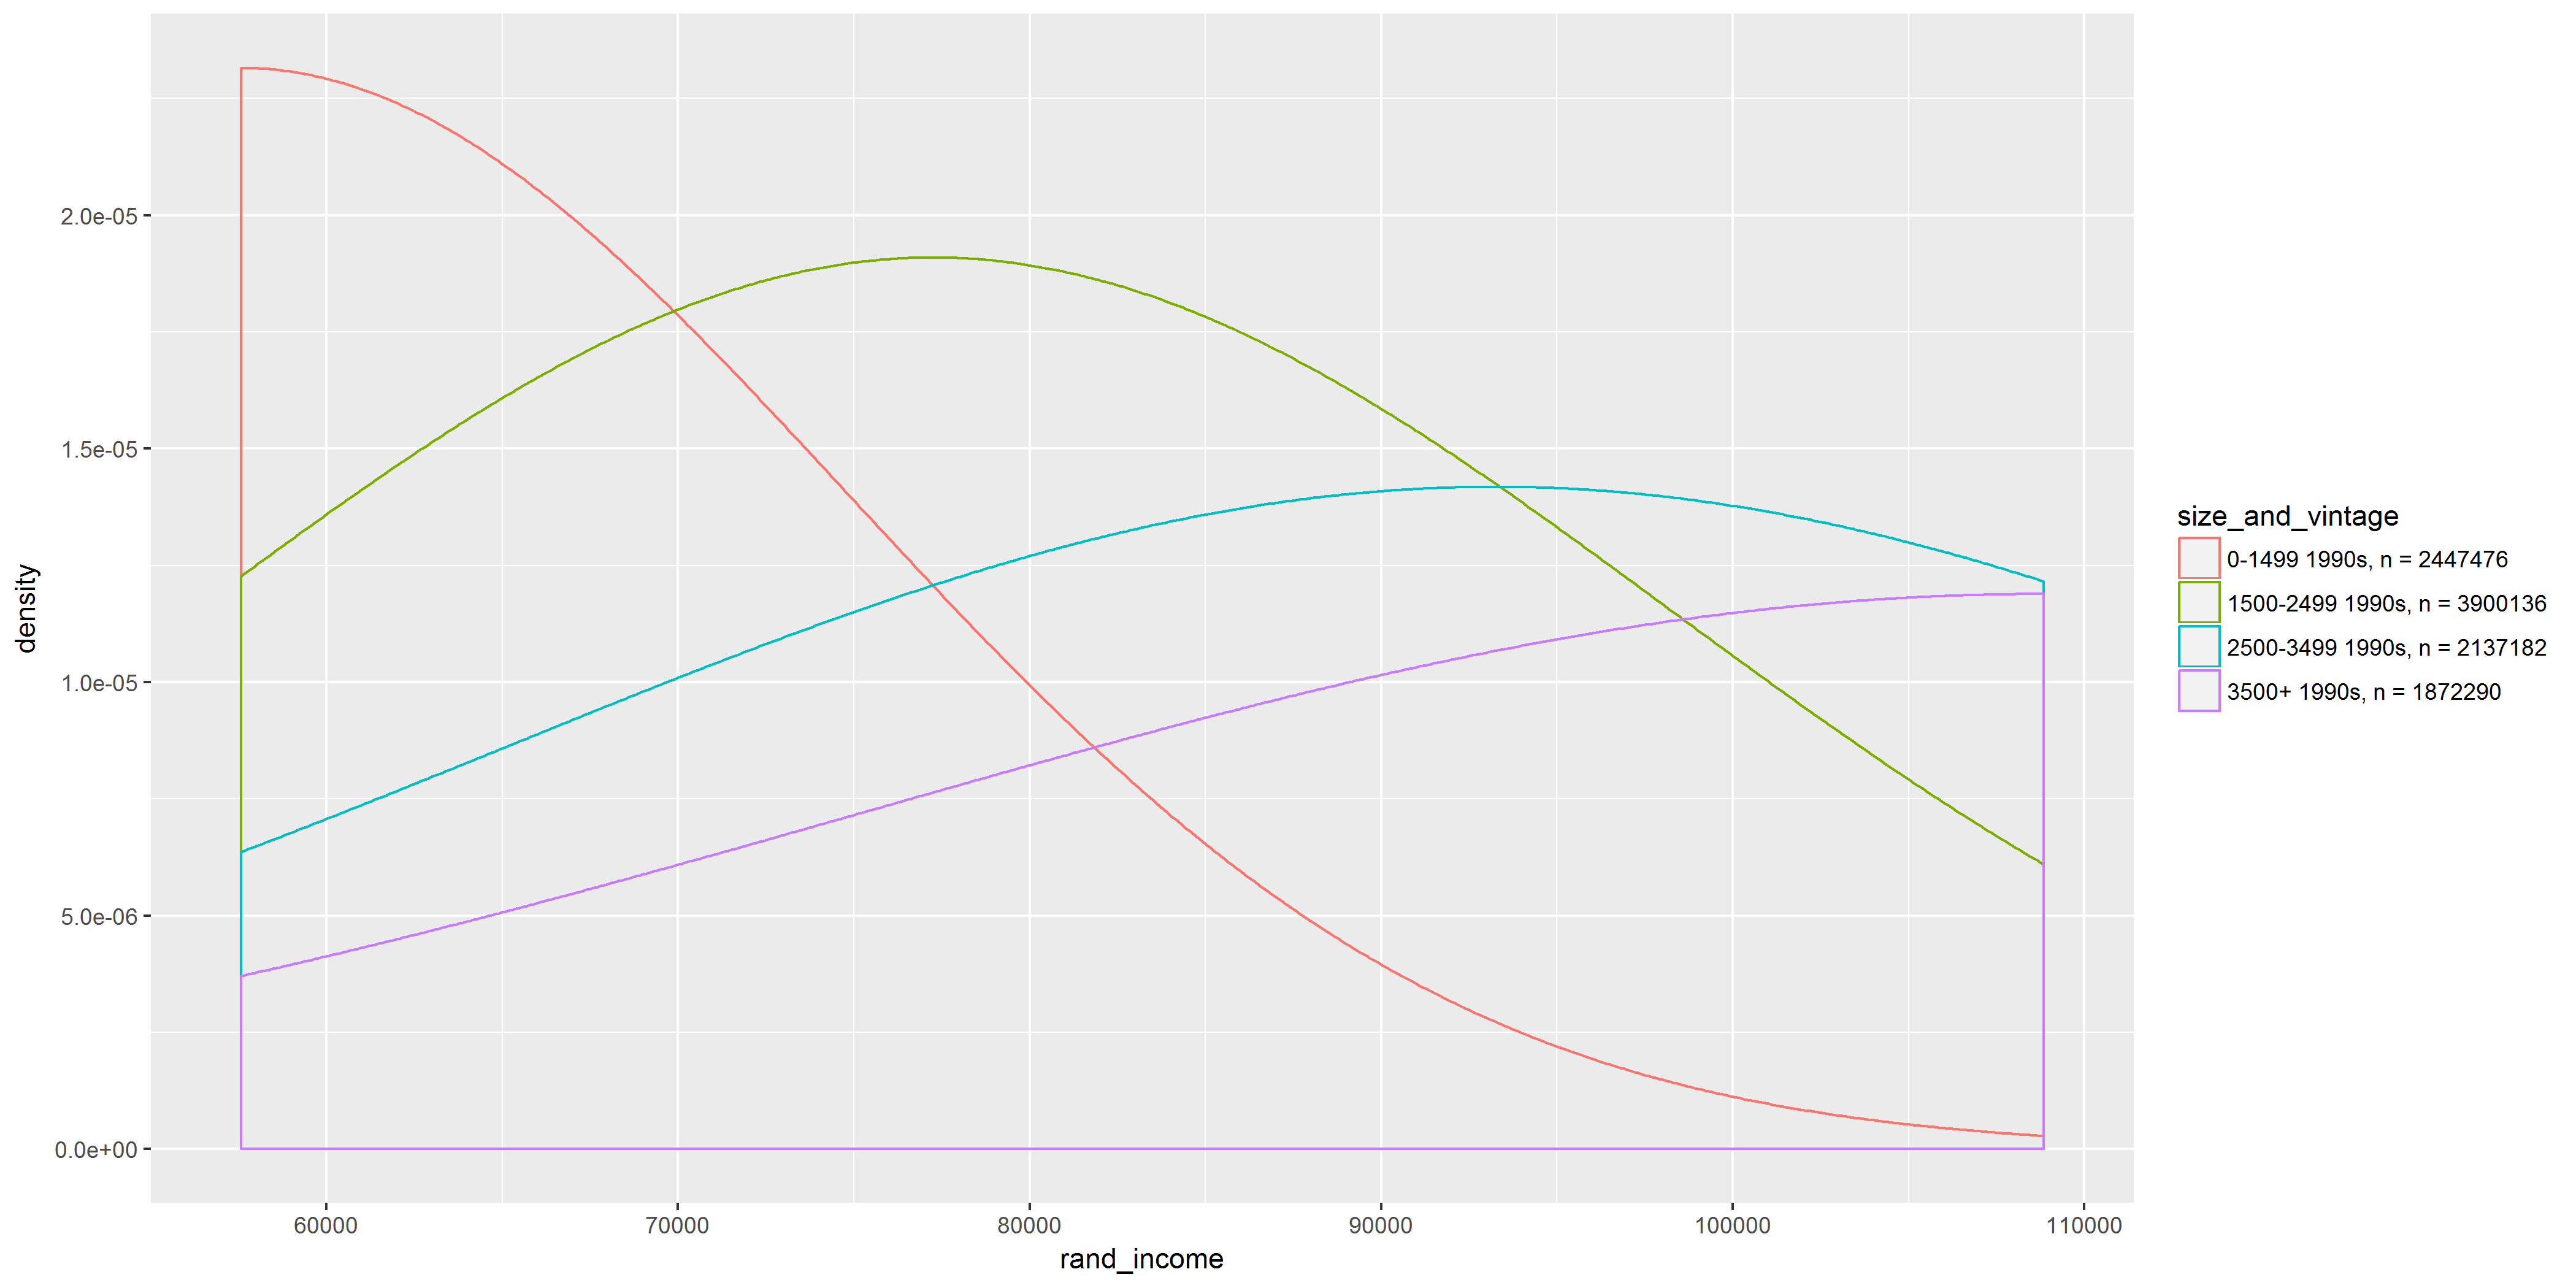 density
2.0e-05
1.5e-05
1.0e-05
5.0e-06
0.0e+00
60000 70000 80000 90000 100000 110000
rand_income
size_and_vintage
0-1499 1990s, n = 2447476
1500-2499 1990s, n = 3900136
2500-3499 1990s, n = 2137182
3500+ 1990s, n = 1872290